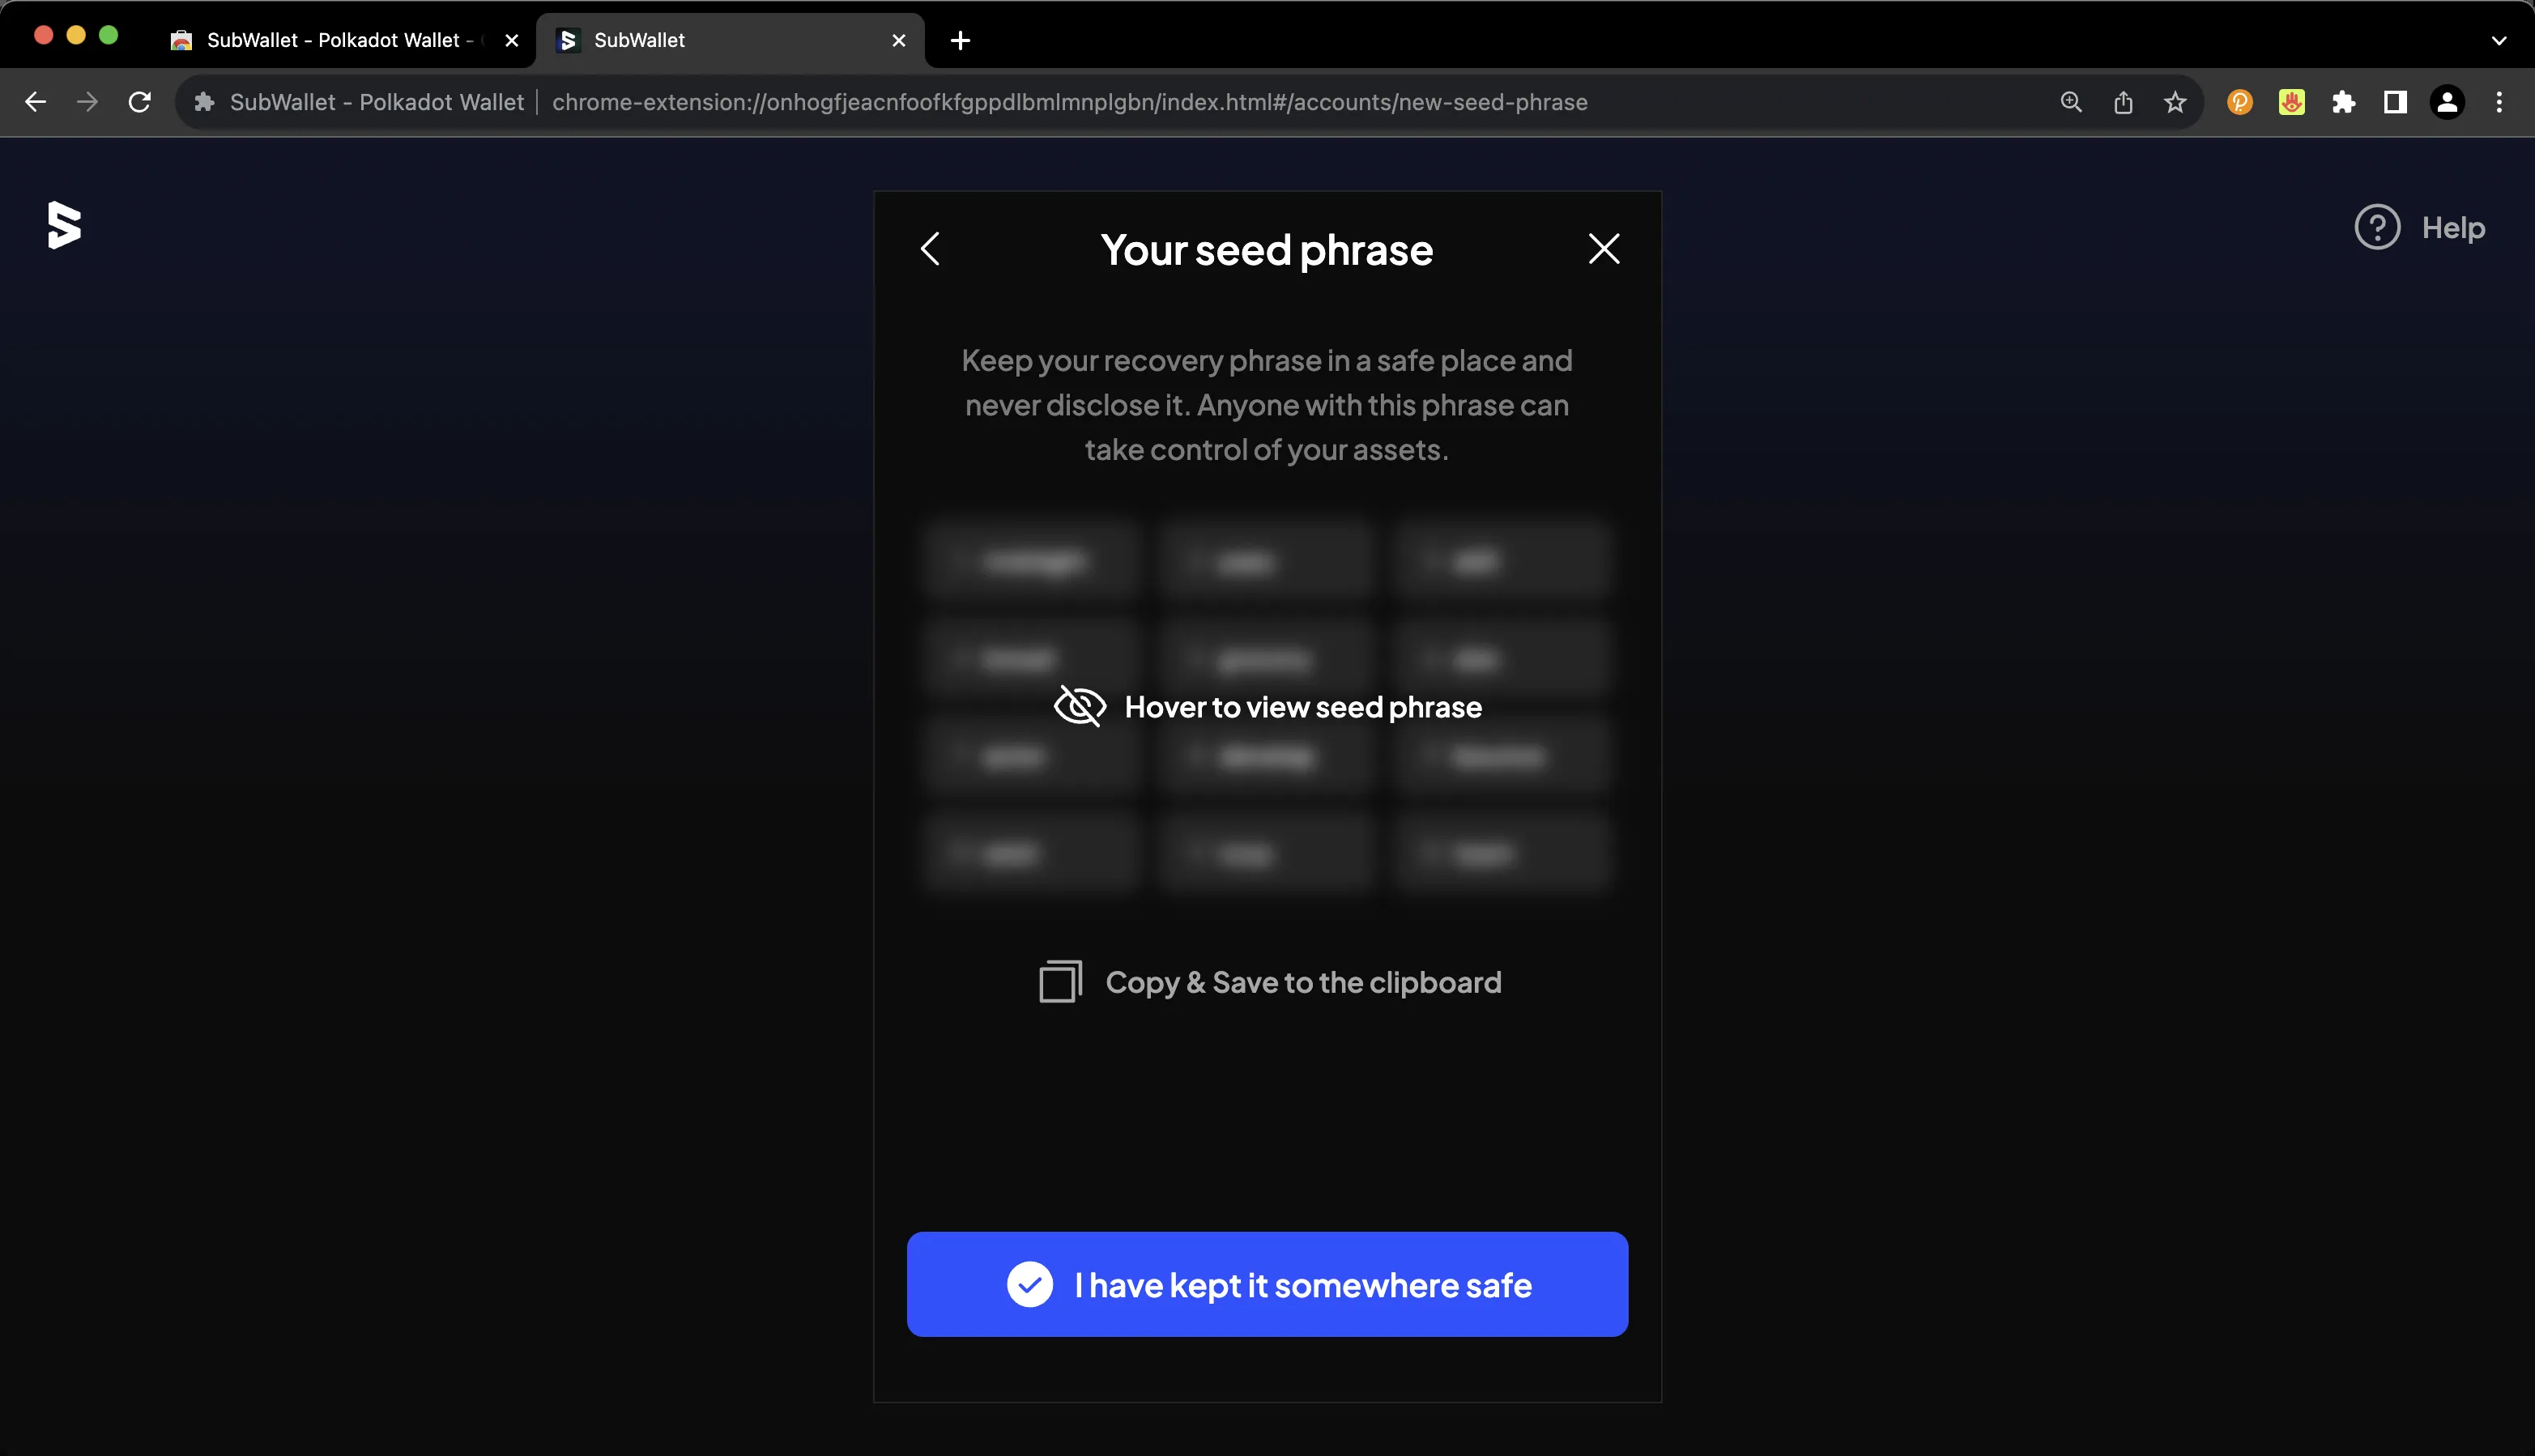 SubWallet - Polkadot Wallet -
SubWallet
SubWallet - Polkadot Wallet
chrome-extension://onhogfjeacnfoofkfgppdlbmlmnplgbn/index.html#/accounts/new-seed-phrase
Help
Your seed phrase
Keep your recovery phrase in a safe place and
never disclose it. Anyone with this phrase can
take control of your assets.
Hover to view seed phrase
Copy & Save to the clipboard
I have kept it somewhere safe